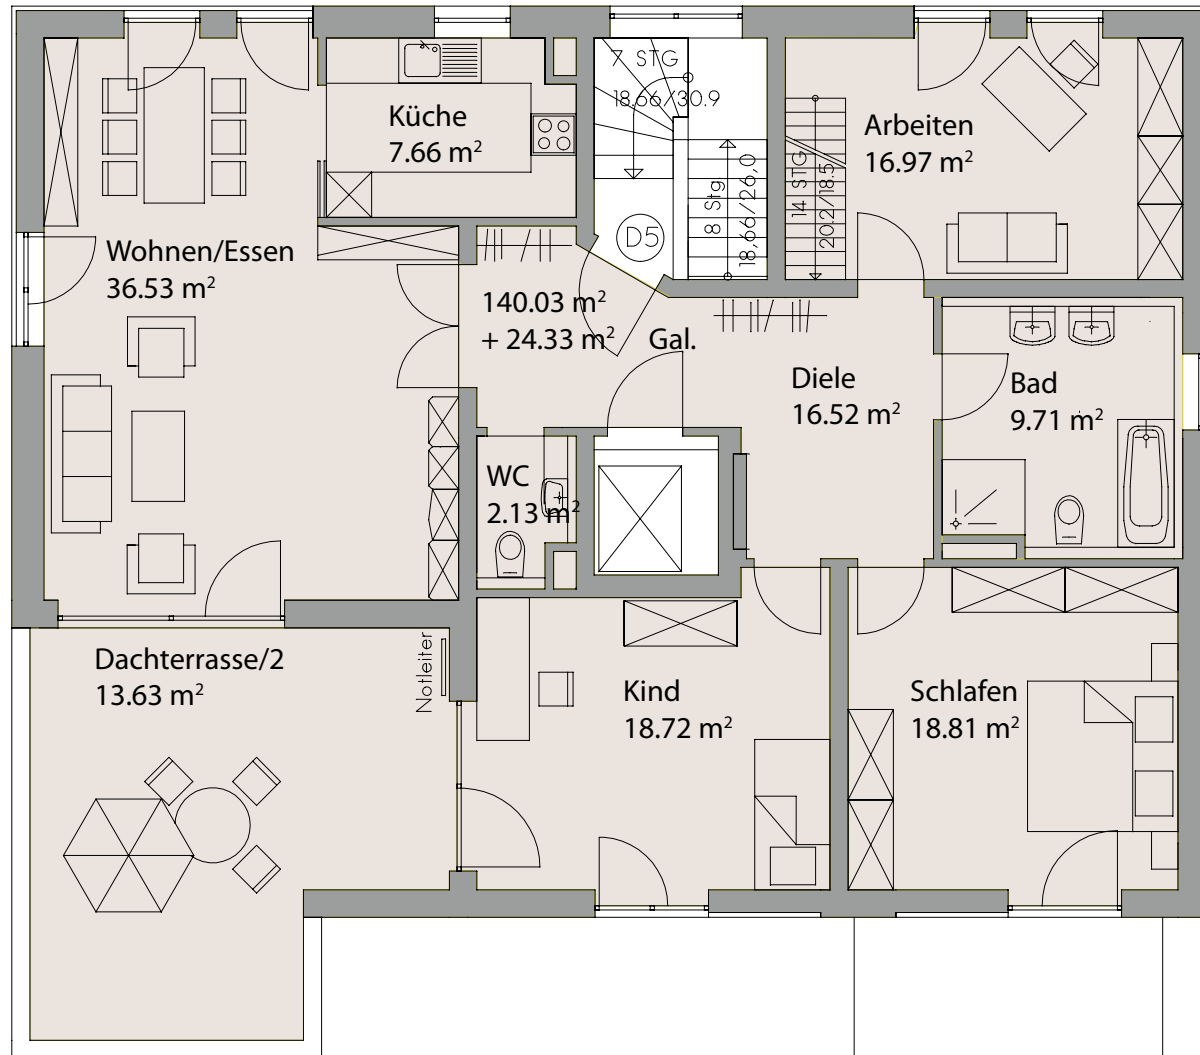 7 STG
18.66/30.9
Küche
7.66 m²
Arbeiten
16.97 m²
14 STG
20.2/18.5
8 Stg
18,66/26,0
D5
Wohnen/Essen
36.53 m²
140.03 m²
+ 24.33 m² Gal.
Diele
16.52 m²
Bad
9.71 m²
WC
2.13 m²
Dachterrasse/2
13.63 m²
Notleiter
Kind
18.72 m²
Schlafen
18.81 m²